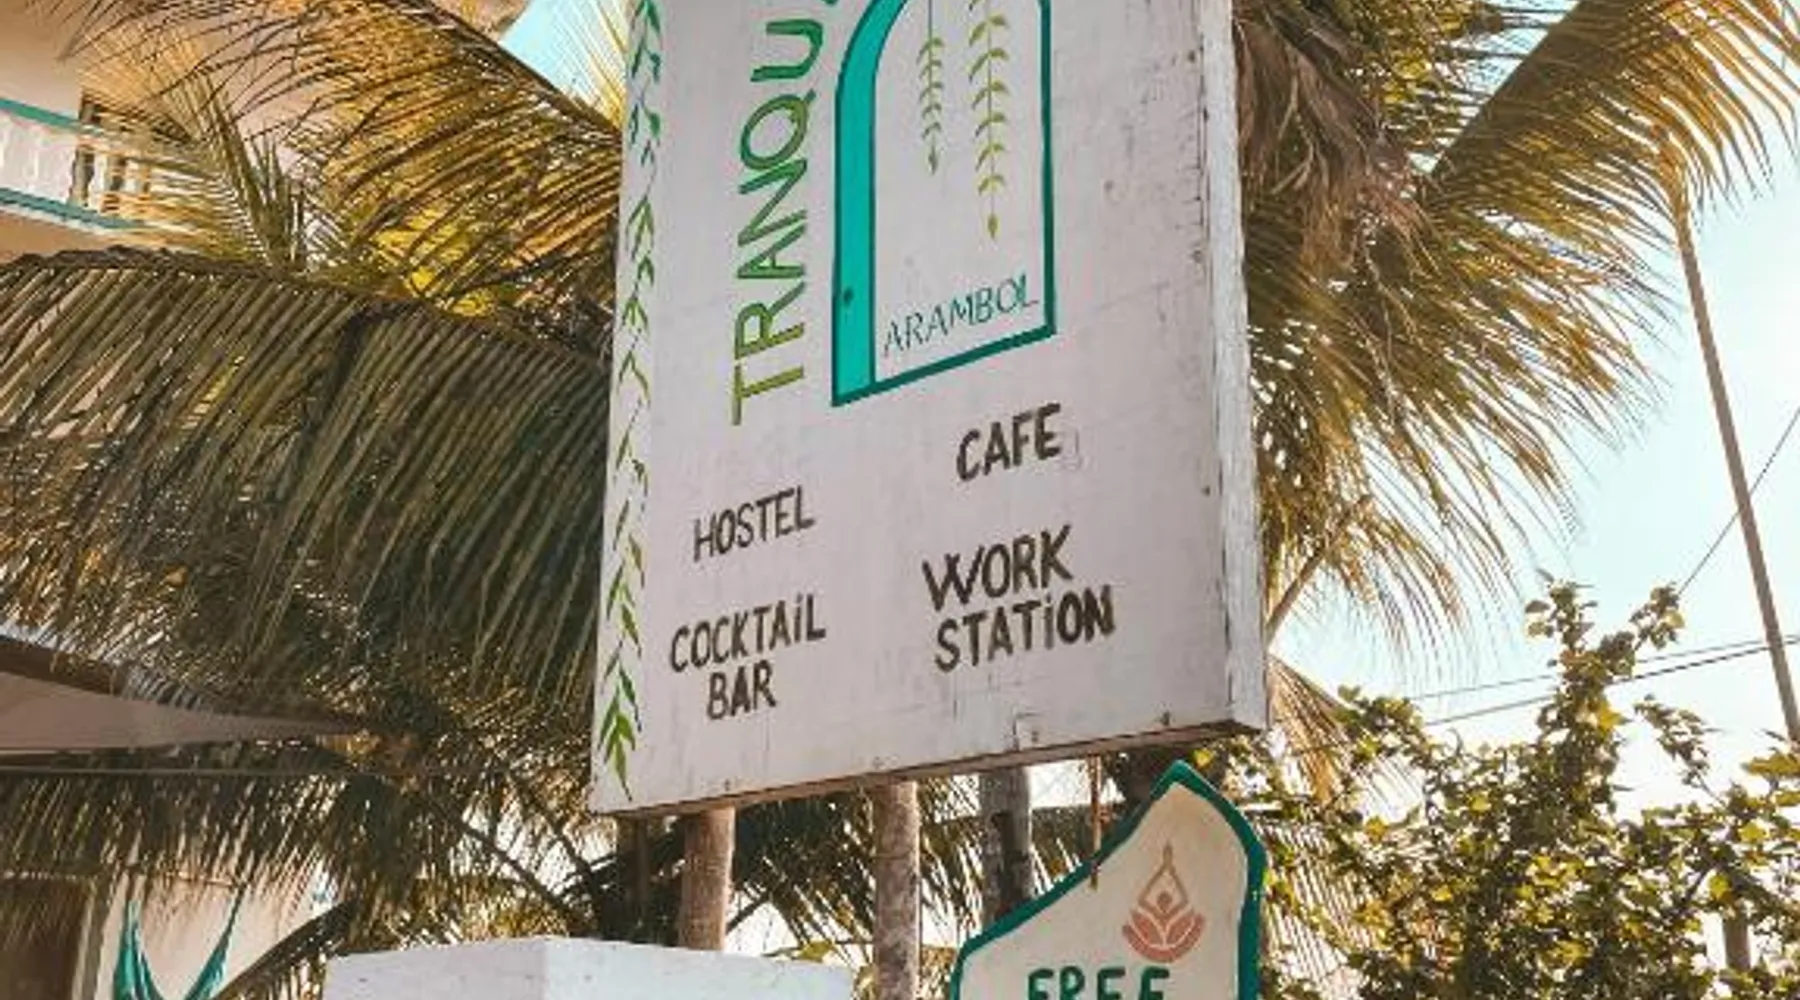 TRANQU
ARAMBOL
CAFE
HOSTEL
WORK
STATION
COCKTAIL
BAR
FREE